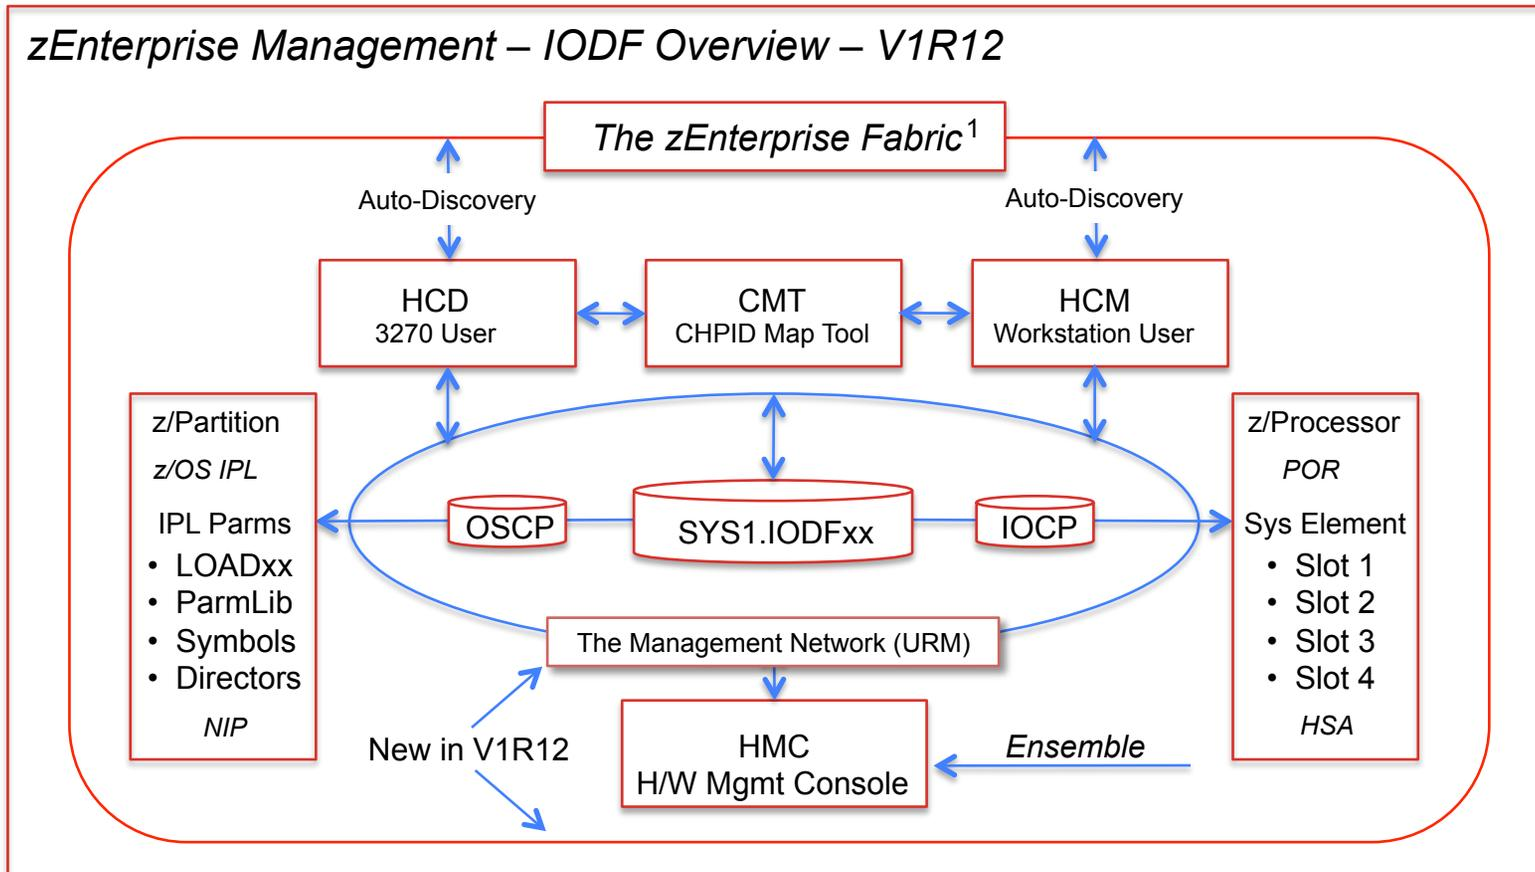 zEnterprise Management – IODF Overview – V1R12
The zEnterprise Fabric1
Auto-Discovery
Auto-Discovery
HCD
3270 User
CMT
CHPID Map Tool
HCM
Workstation User
z/Partition
z/OS IPL
IPL Parms
• LOADxx
• ParmLib
• Symbols
• Directors
NIP
OSCP
SYS1.IODFxx
IOCP
z/Processor
POR
Sys Element
• Slot 1
• Slot 2
• Slot 3
• Slot 4
HSA
The Management Network (URM)
New in V1R12
HMC
H/W Mgmt Console
Ensemble